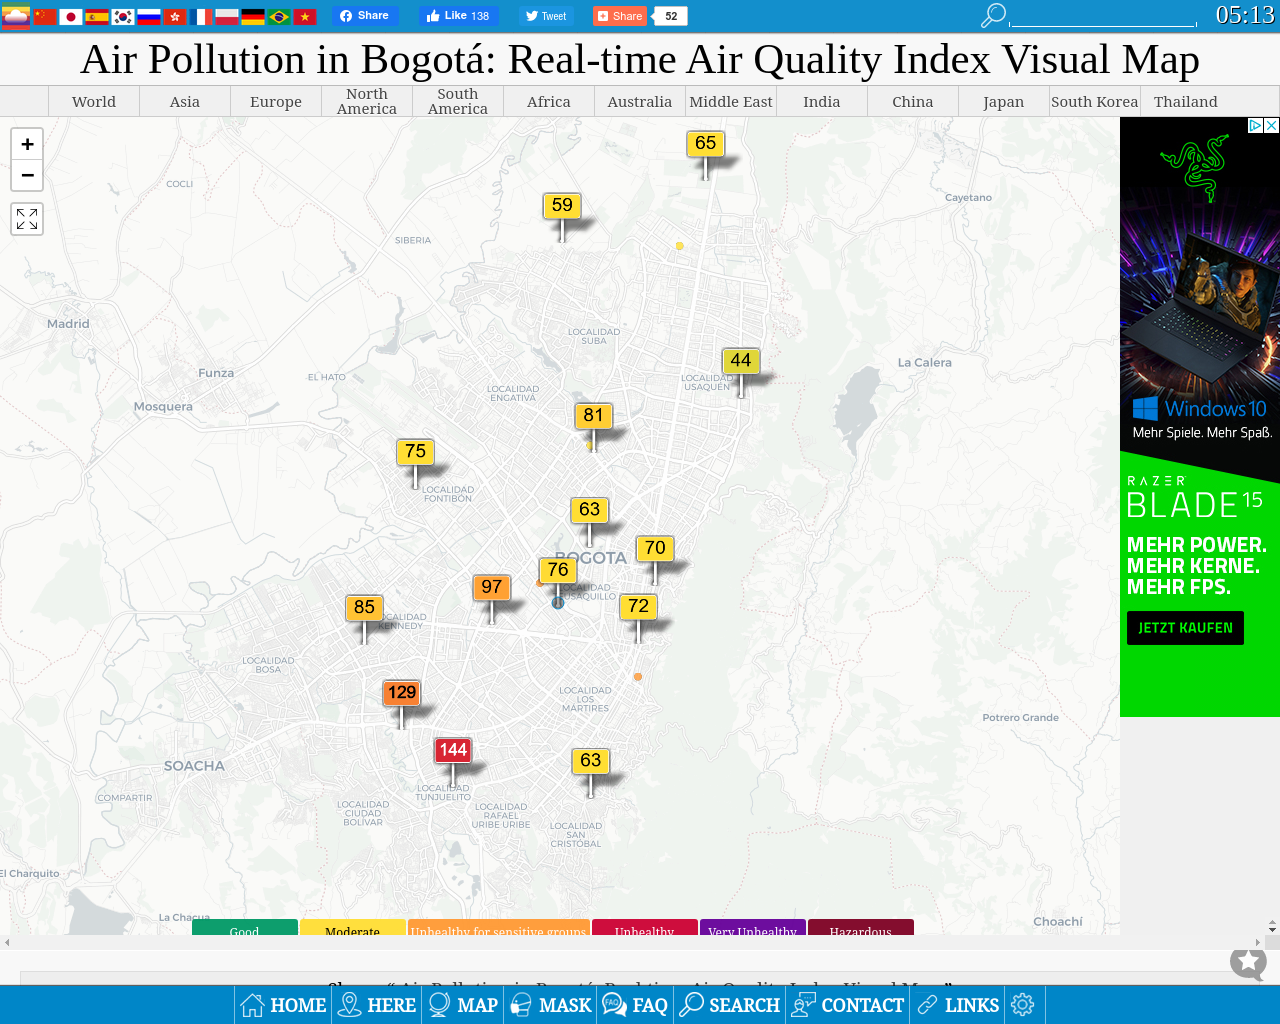 Share
Like 138
Tweet
Share
52
05:13
Air Pollution in Bogotá: Real-time Air Quality Index Visual Map
World
Asia
Europe
North
America
South
America
Africa
Australia
Middle East
India
China
Japan
South Korea
Thailand
+
−
65
COCLI
Cayetano
59
SIBERIA
Madrid
LOCALIDAD
SUBA
44
La Calera
Funza
EL HATO
LOCALIDAD
USAQUÉN
LOCALIDAD
ENGATIVÁ
Mosquera
81
75
LOCALIDAD
FONTIBÓN
63
70
BOGOTA
76
97
85
72
LOCALIDAD
KENNEDY
LOCALIDAD
BOSA
129
LOCALIDAD
LOS
MÁRTIRES
Potrero Grande
144
63
SOACHA
COMPARTIR
LOCALIDAD
TUNJUELITO
LOCALIDAD
CIUDAD
BOLÍVAR
LOCALIDAD
RAFAEL
URIBE URIBE
LOCALIDAD
SAN
CRISTÓBAL
El Charquito
La Chacua
Choachí
Good
Moderate
Unhealthy for sensitive groups
Unhealthy
Very Unhealthy
Hazardous
Windows 10
Mehr Spiele. Mehr Spaß.
RAZER
BLADE 15
MEHR POWER.
MEHR KERNE.
MEHR FPS.
JETZT KAUFEN
HOME
HERE
MAP
MASK
FAQ
FAQ
SEARCH
CONTACT
LINKS